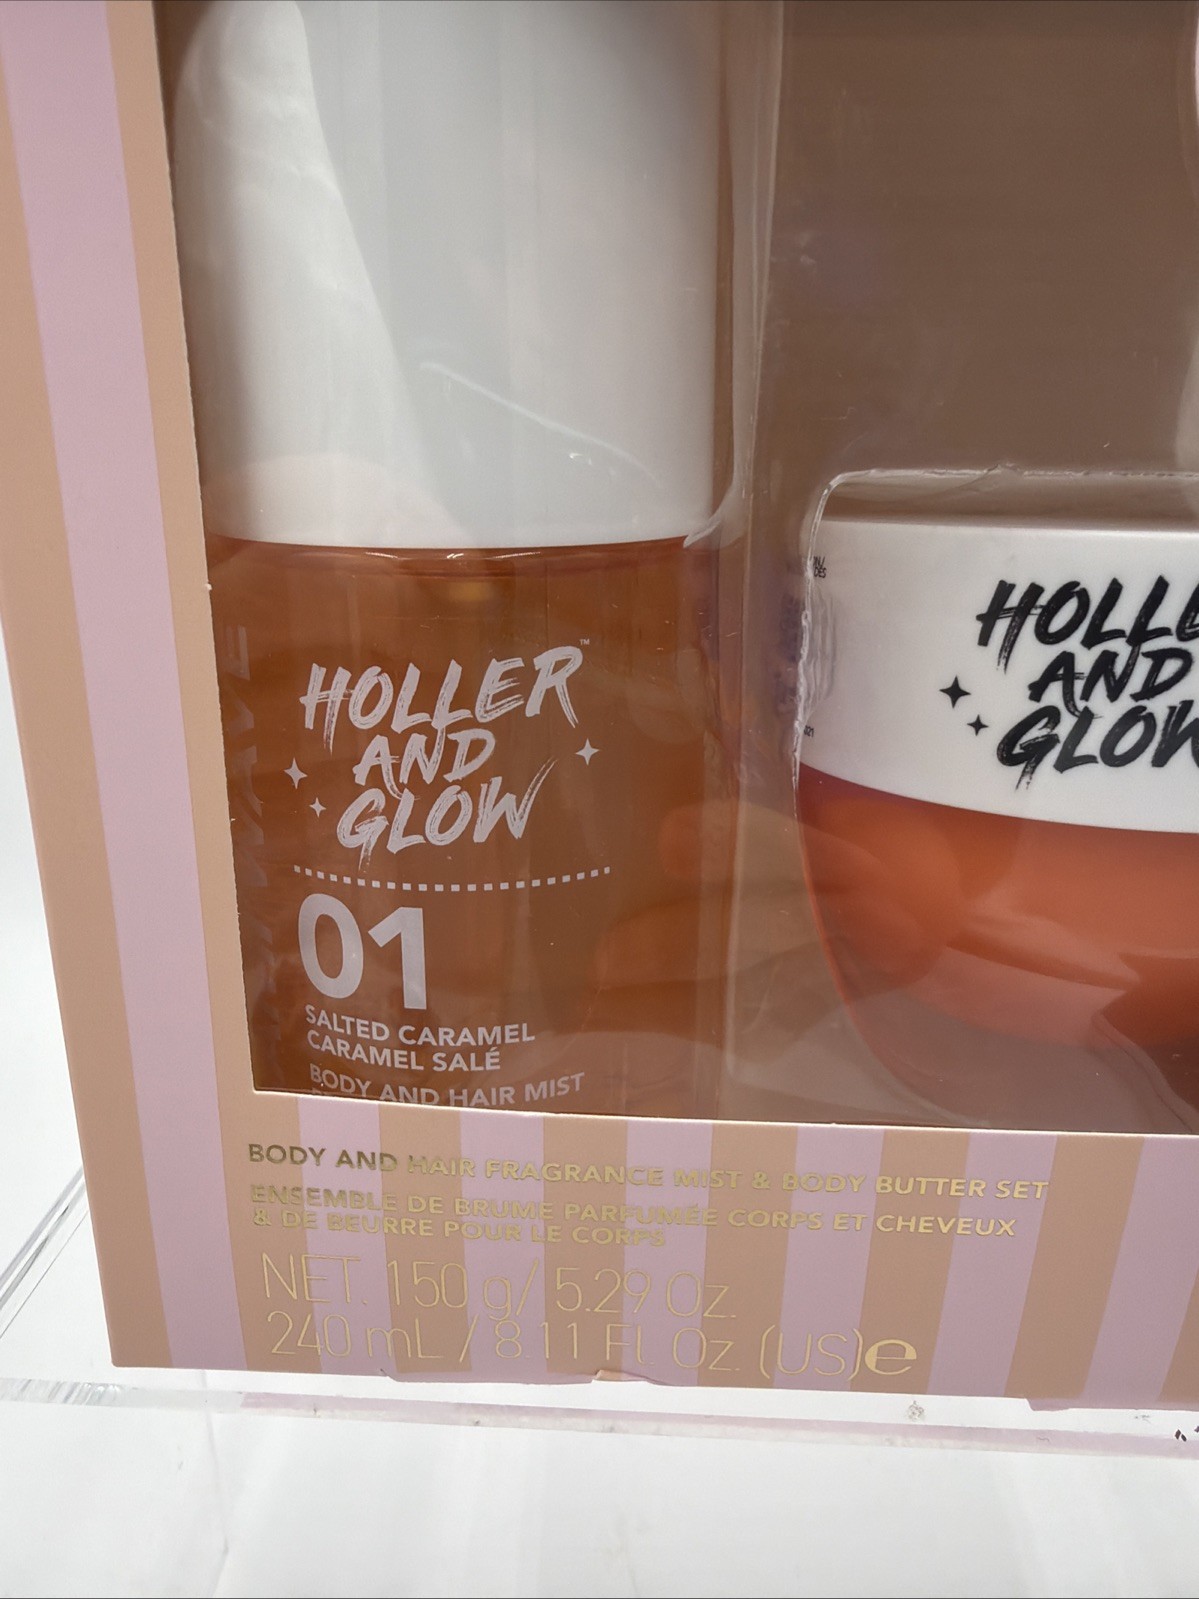 HOLLER™
AND
GLOW
01
SALTED CARAMEL
CARAMEL SALÉ
BODY AND HAIR MIST
HOLLE
AND
GLOW
BODY AND HAIR FRAGRANCE MIST & BODY BUTTER SET
ENSEMBLE DE BRUME PARFUMÉE CORPS ET CHEVEUX
& DE BEURRE POUR LE CORPS
NET. 150 g/ 5.29 Oz.
240 mL / 8.11 Fl. Oz. (US)℮